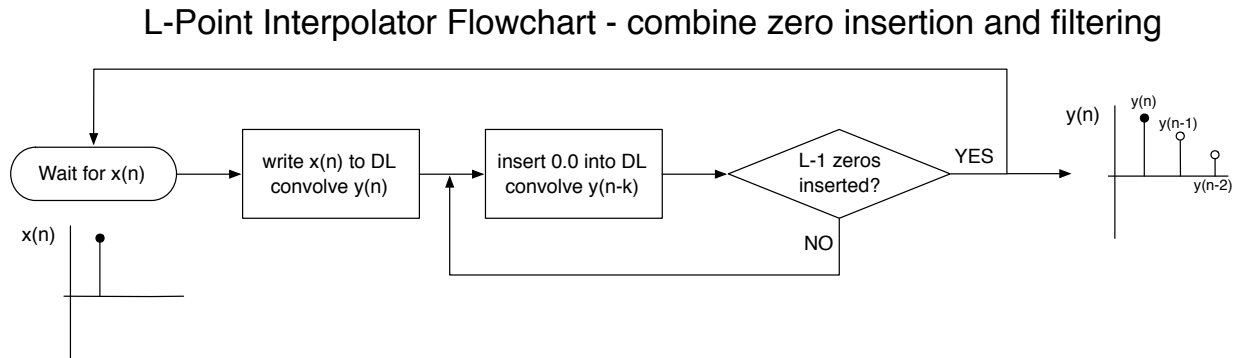 L-Point Interpolator Flowchart - combine zero insertion and filtering
Wait for x(n)
write x(n) to DL
convolve y(n)
insert 0.0 into DL
convolve y(n-k)
L-1 zeros
inserted?
YES
NO
x(n)
y(n)
y(n)
y(n-1)
y(n-2)